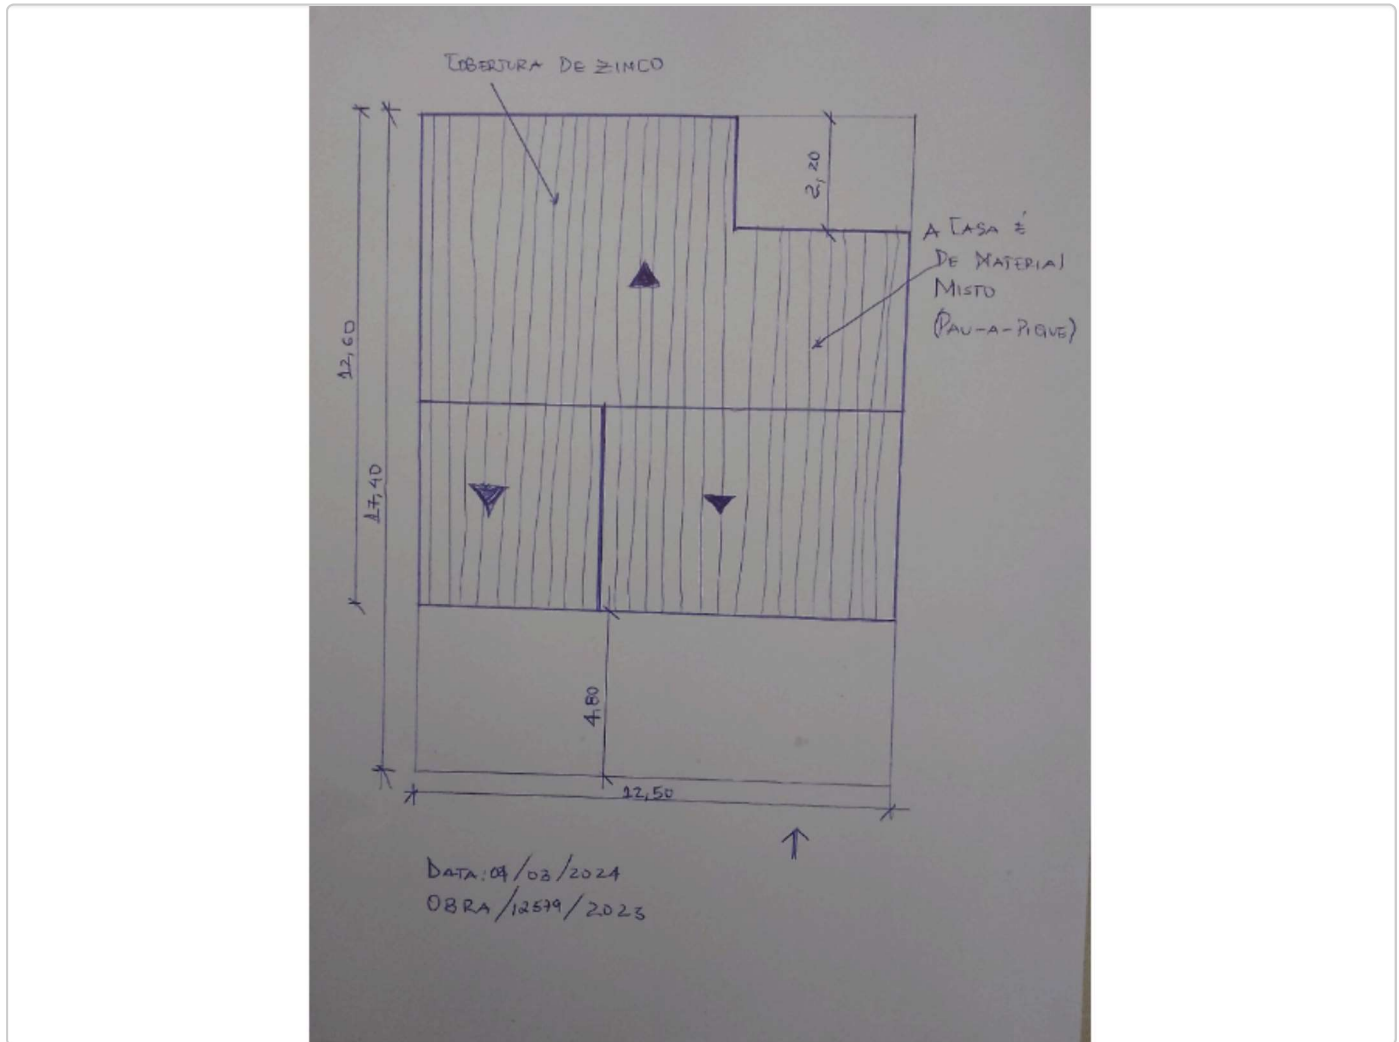 COBERTURA DE ZINCO
2,20
A CASA É
DE MATERIAL
MISTO
(PAU-A-PIQUE)
12,60
17,40
4,80
12,50
DATA: /03/2024
OBRA/12579/2023